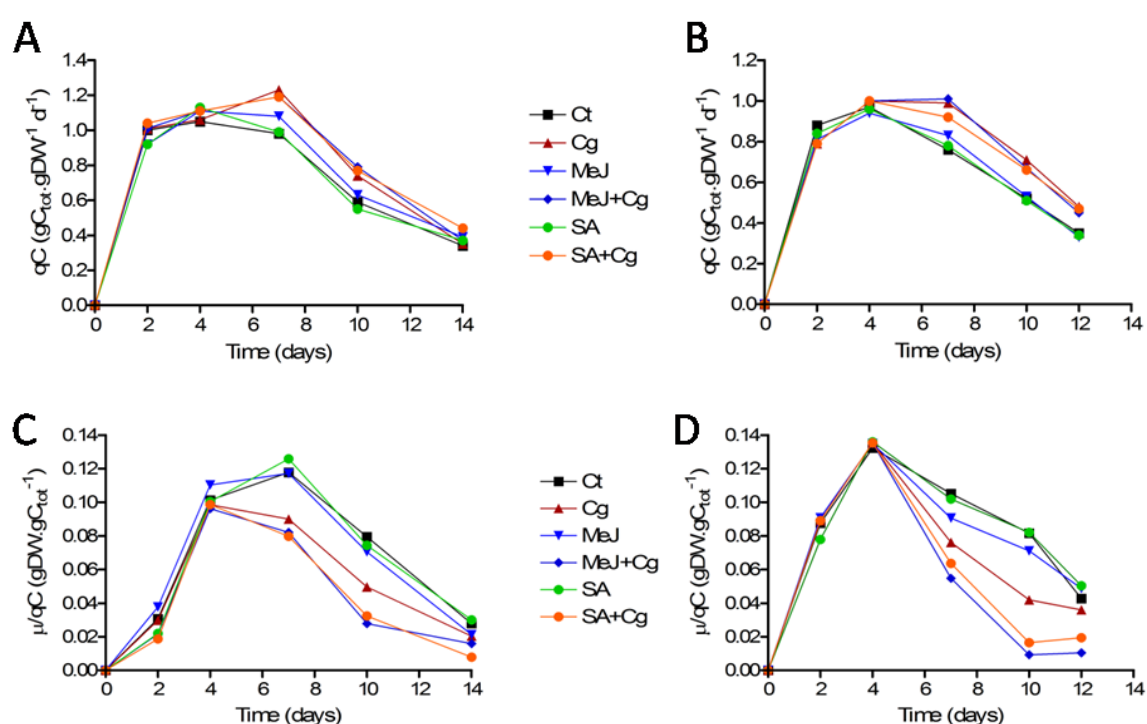 A
1.4
1.2
1.0
0.8
0.6
0.4
0.2
0.0
qC (gCtot·gDW⁻¹ d⁻¹)
0 2 4 6 8 10 12 14
Time (days)
Ct
Cg
MeJ
MeJ+Cg
SA
SA+Cg
B
1.2
1.0
0.8
0.6
0.4
0.2
0.0
qC (gCtot·gDW⁻¹ d⁻¹)
0 2 4 6 8 10 12 14
Time (days)
C
0.14
0.12
0.10
0.08
0.06
0.04
0.02
0.00
μ/qC (gDW.gCtot⁻¹)
0 2 4 6 8 10 12 14
Time (days)
Ct
Cg
MeJ
MeJ+Cg
SA
SA+Cg
D
0.14
0.12
0.10
0.08
0.06
0.04
0.02
0.00
μ/qC (gDW.gCtot⁻¹)
0 2 4 6 8 10 12 14
Time (days)